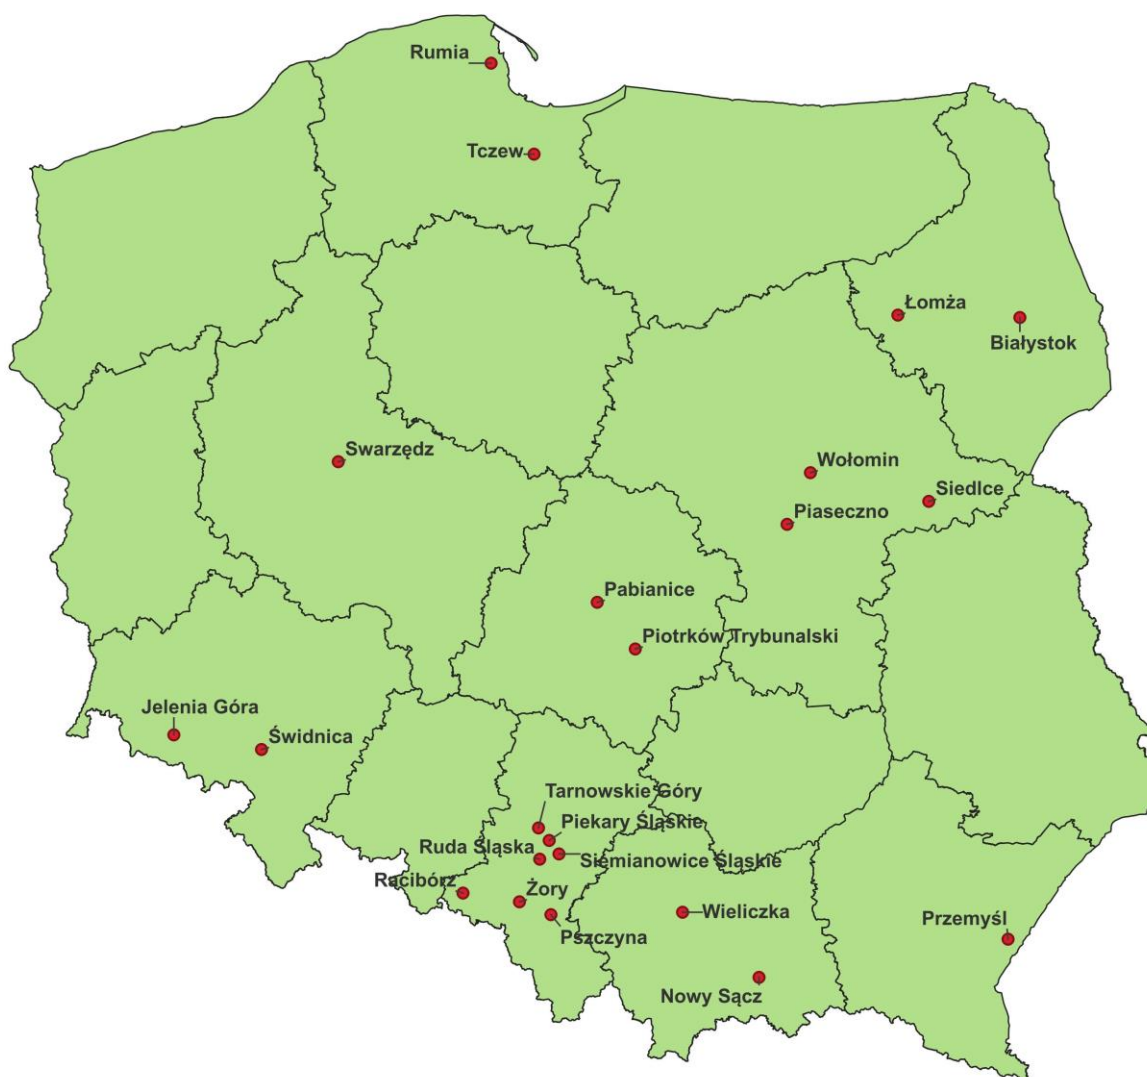 Rumia
Tczew
Łomża
Białystok
Swarzędz
Wołomin
Siedlce
Piaseczno
Pabianice
Piotrków Trybunalski
Jelenia Góra
Świdnica
Tarnowskie Góry
Piekary Śląskie
Ruda Śląska
Siemianowice Śląskie
Racibórz
Żory
Wieliczka
Przemyśl
Pszczyna
Nowy Sącz